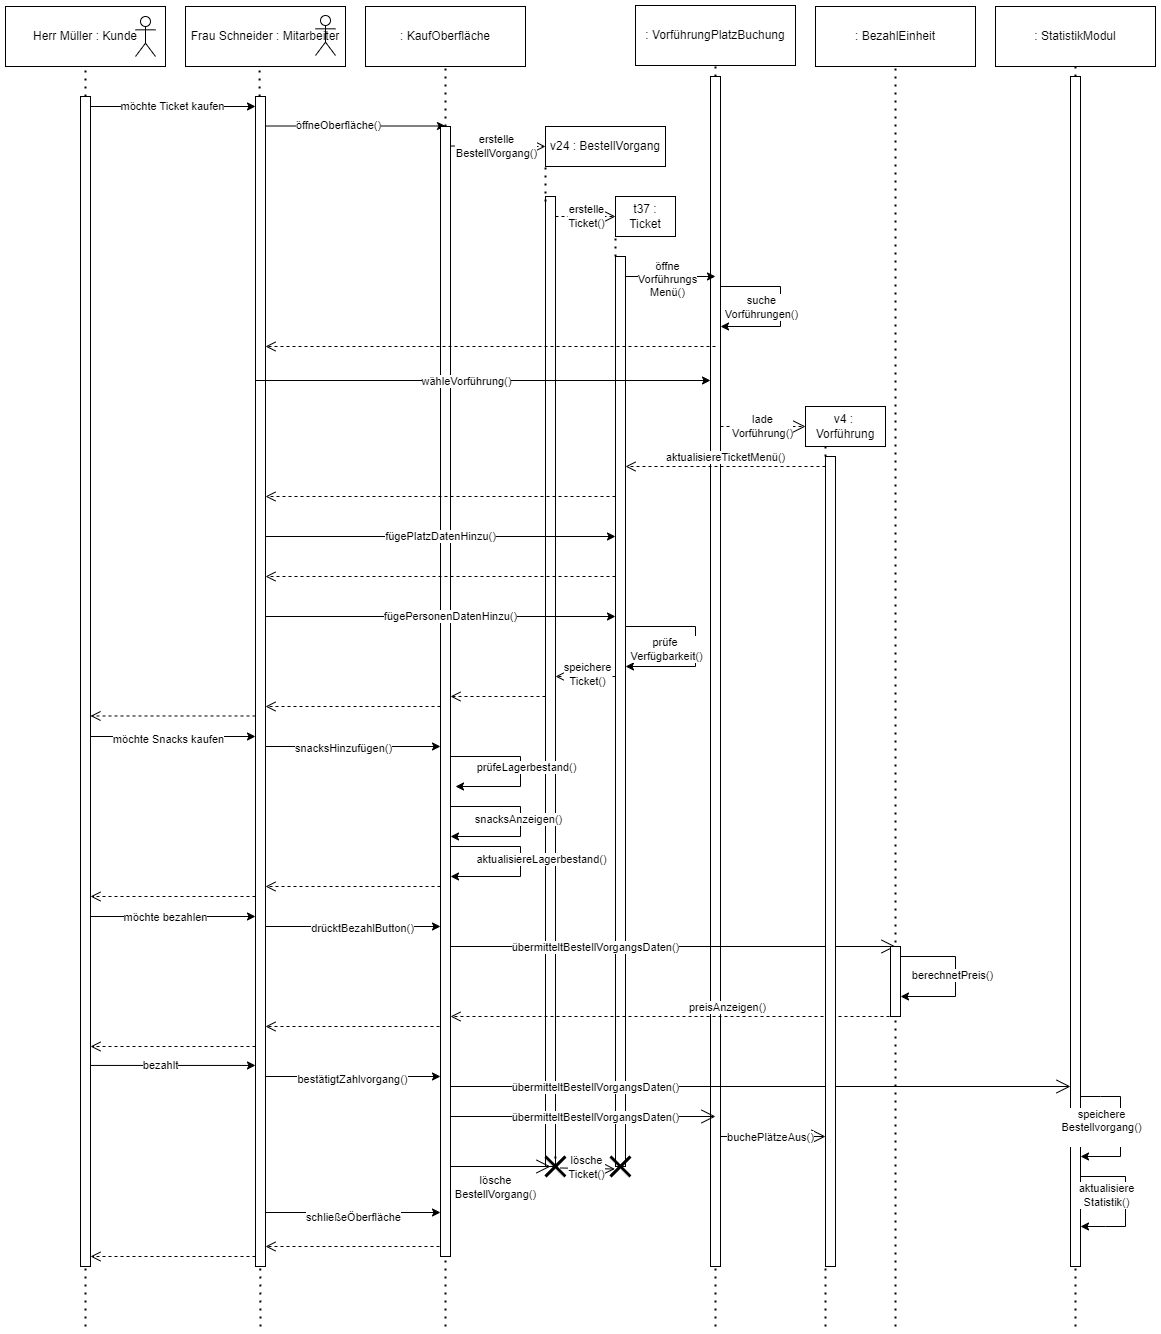 Herr Müller : Kunde
Frau Schneider : Mitarbeiter
: KaufOberfläche
: VorführungPlatzBuchung
: BezahlEinheit
: StatistikModul
möchte Ticket kaufen
öffneOberfläche()
erstelle
BestellVorgang()
v24 : BestellVorgang
erstelle
Ticket()
t37 :
Ticket
öffne
Vorführungs
Menü()
suche
Vorführungen()
wähleVorführung()
lade
Vorführung()
v4 :
Vorführung
aktualisiereTicketMenü()
fügePlatzDatenHinzu()
fügePersonenDatenHinzu()
prüfe
Verfügbarkeit()
speichere
Ticket()
möchte Snacks kaufen
snacksHinzufügen()
prüfeLagerbestand()
snacksAnzeigen()
aktualisiereLagerbestand()
möchte bezahlen
drücktBezahlButton()
übermitteltBestellVorgangsDaten()
berechnetPreis()
preisAnzeigen()
bezahlt
bestätigtZahlvorgang()
übermitteltBestellVorgangsDaten()
übermitteltBestellVorgangsDaten()
speichere
Bestellvorgang()
buchePlätzeAus()
lösche
Ticket()
lösche
BestellVorgang()
aktualisiere
Statistik()
schließeOberfläche